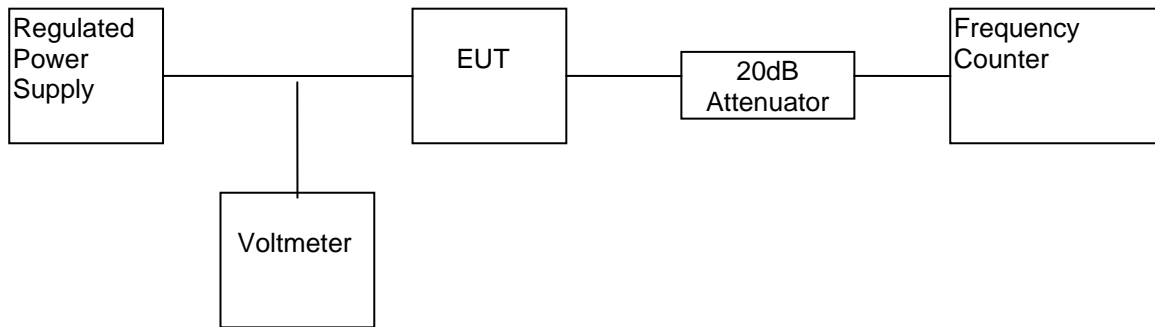 Regulated
Power
Supply
EUT
20dB
Attenuator
Frequency
Counter
Voltmeter